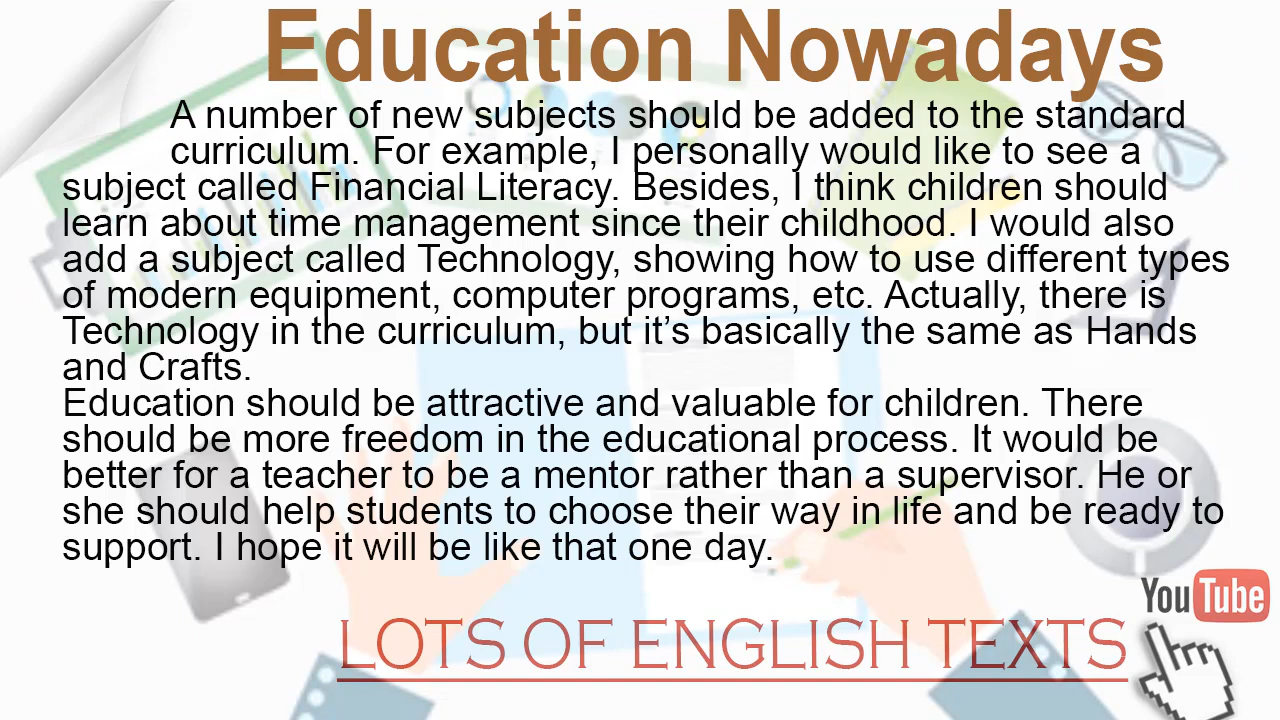 Education Nowadays
A number of new subjects should be added to the standard
curriculum. For example, I personally would like to see a
subject called Financial Literacy. Besides, I think children should
learn about time management since their childhood. I would also
add a subject called Technology, showing how to use different types
of modern equipment, computer programs, etc. Actually, there is
Technology in the curriculum, but it’s basically the same as Hands
and Crafts.
Education should be attractive and valuable for children. There
should be more freedom in the educational process. It would be
better for a teacher to be a mentor rather than a supervisor. He or
she should help students to choose their way in life and be ready to
support. I hope it will be like that one day.
YouTube
LOTS OF ENGLISH TEXTS